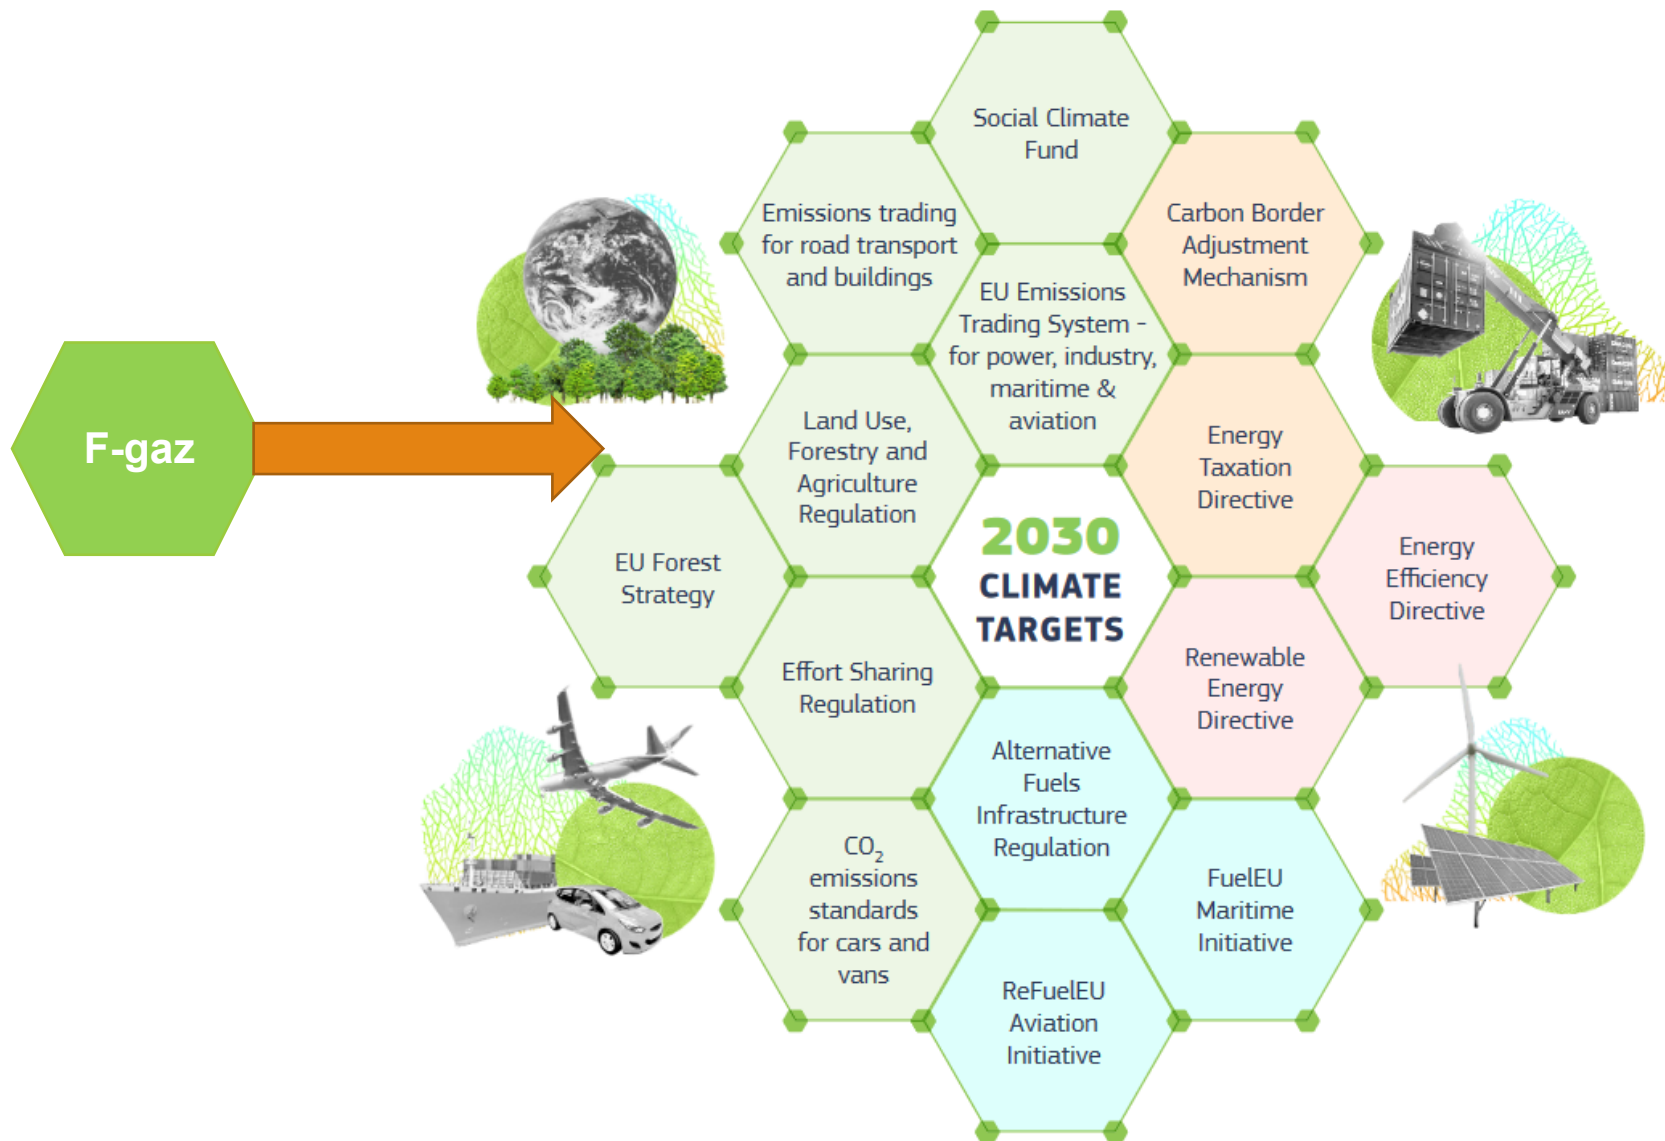 Social Climate
Fund
Emissions trading
for road transport
and buildings
Carbon Border
Adjustment
Mechanism
EU Emissions
Trading System -
for power, industry,
maritime &
aviation
F-gaz
Land Use,
Forestry and
Agriculture
Regulation
Energy
Taxation
Directive
2030
CLIMATE
TARGETS
EU Forest
Strategy
Energy
Efficiency
Directive
Effort Sharing
Regulation
Renewable
Energy
Directive
Alternative
Fuels
Infrastructure
Regulation
CO₂
emissions
standards
for cars and
vans
FuelEU
Maritime
Initiative
ReFuelEU
Aviation
Initiative